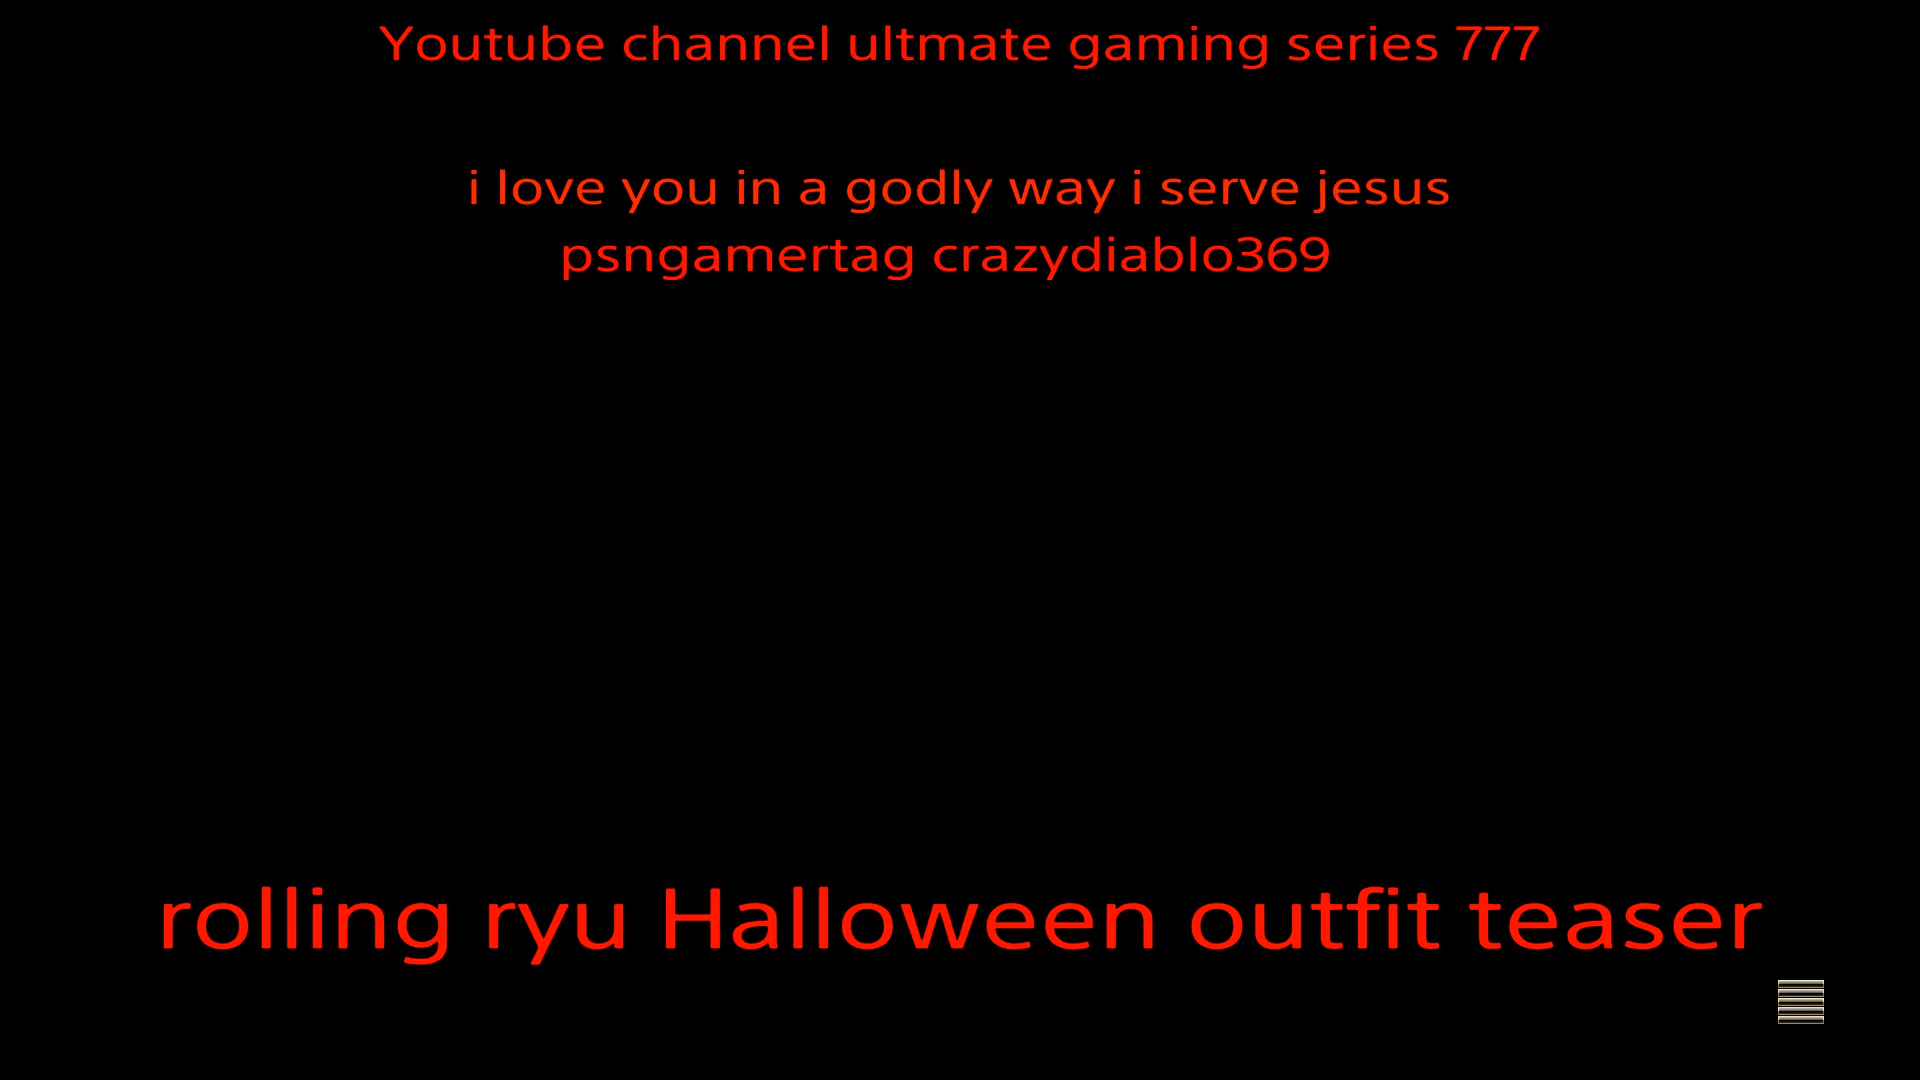 Youtube channel ultmate gaming series 777
i love you in a godly way i serve jesus
psngamertag crazydiablo369
rolling ryu Halloween outfit teaser